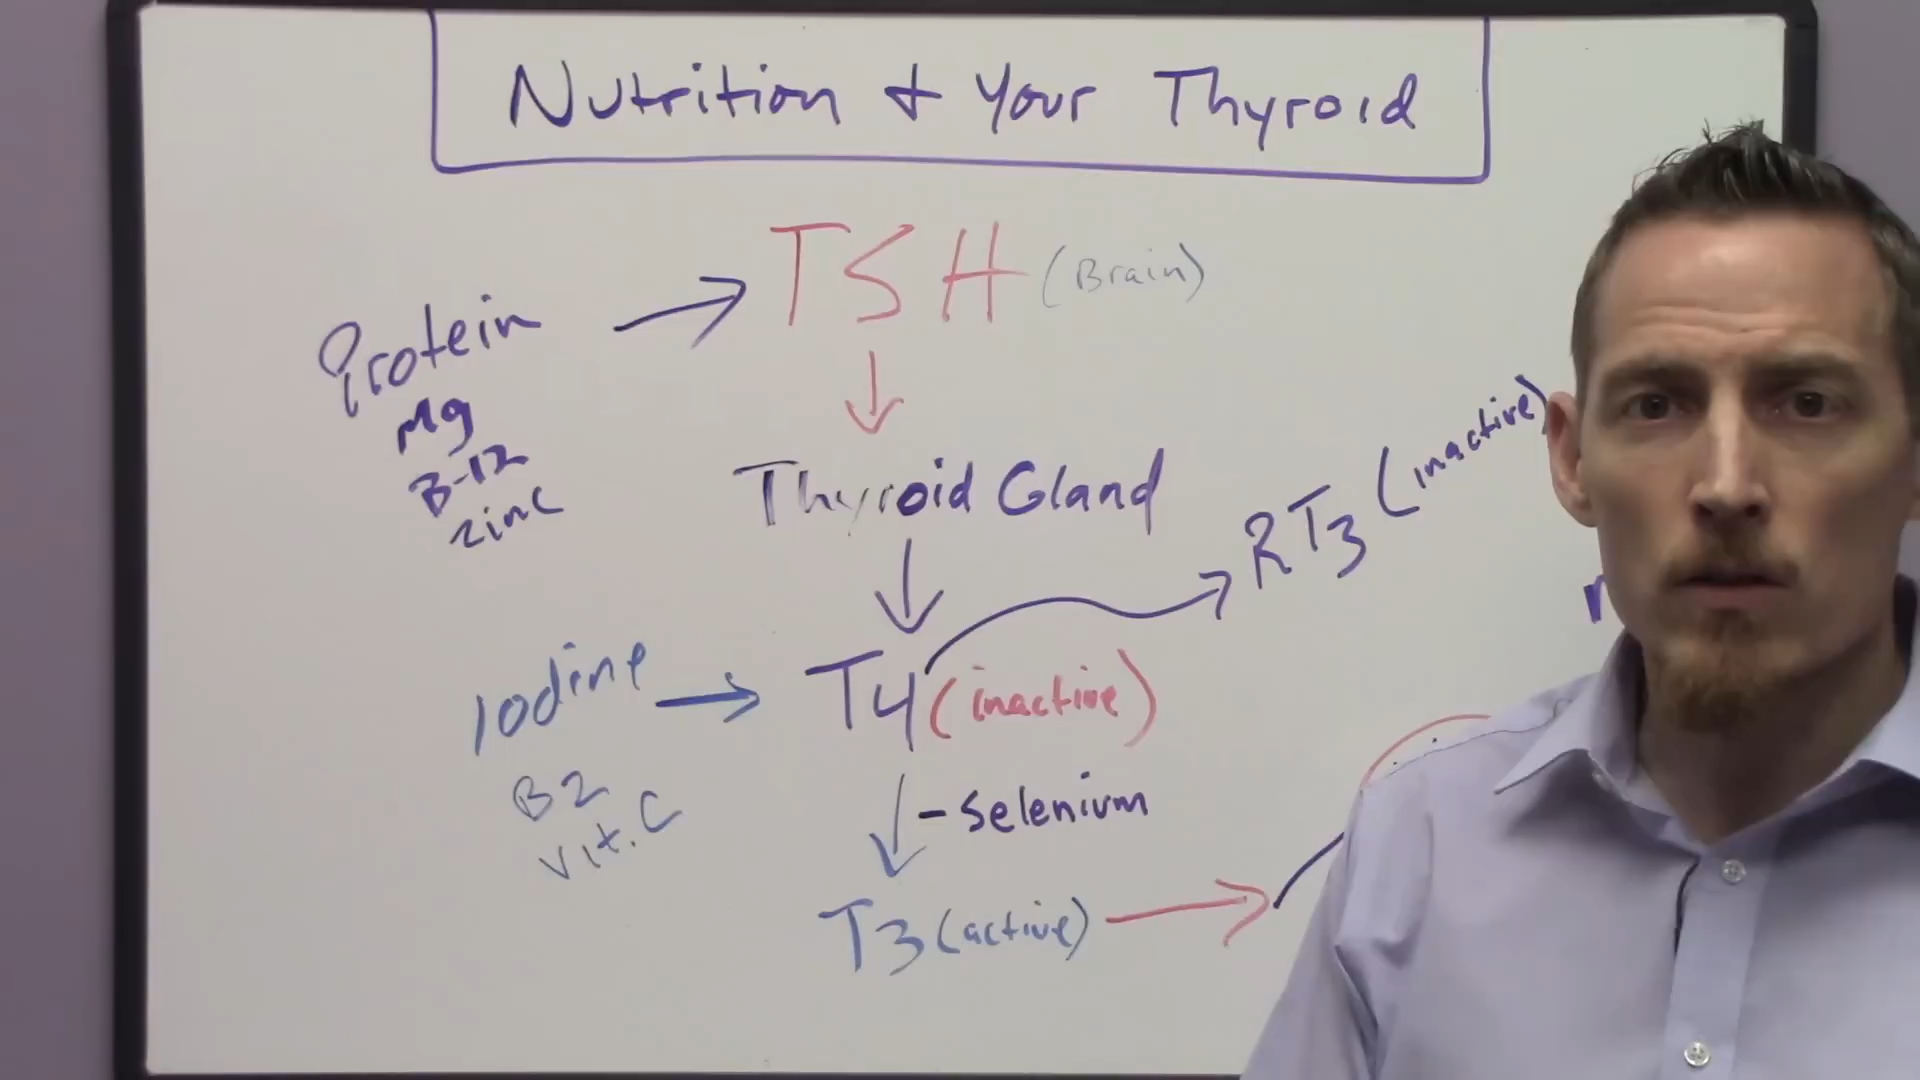 Nutrition + Your Thyroid
TSH (Brain)
Protein
Mg
B-12
zinc
Thyroid Gland
RT3 (inactive)
Iodine
T4 (inactive)
B2
Vit. C
- Selenium
T3 (active)